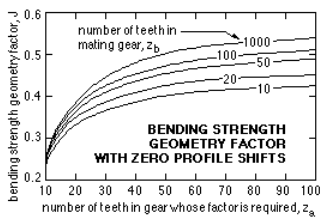 bending strength geometry factor, J
0.6
0.5
0.4
0.3
0.2
number of teeth in
mating gear, zb
1000
100
50
20
10
BENDING STRENGTH
GEOMETRY FACTOR
WITH ZERO PROFILE SHIFTS
10 20 30 40 50 60 70 80 90 100
number of teeth in gear whose factor is required, za